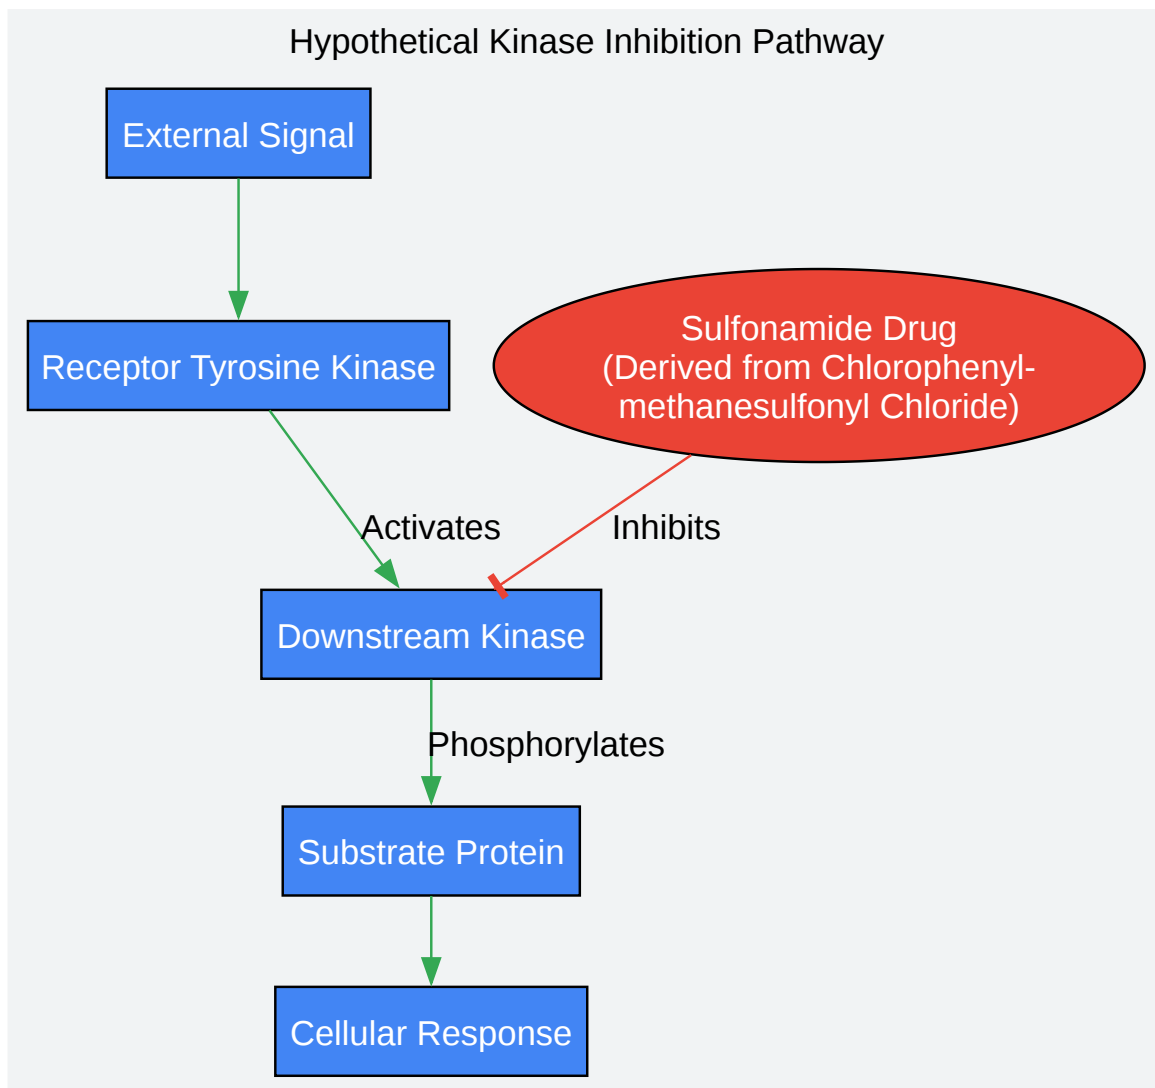 Hypothetical Kinase Inhibition Pathway
External Signal
Receptor Tyrosine Kinase
Sulfonamide Drug
(Derived from Chlorophenyl-
methanesulfonyl Chloride)
Activates
Inhibits
Downstream Kinase
Phosphorylates
Substrate Protein
Cellular Response